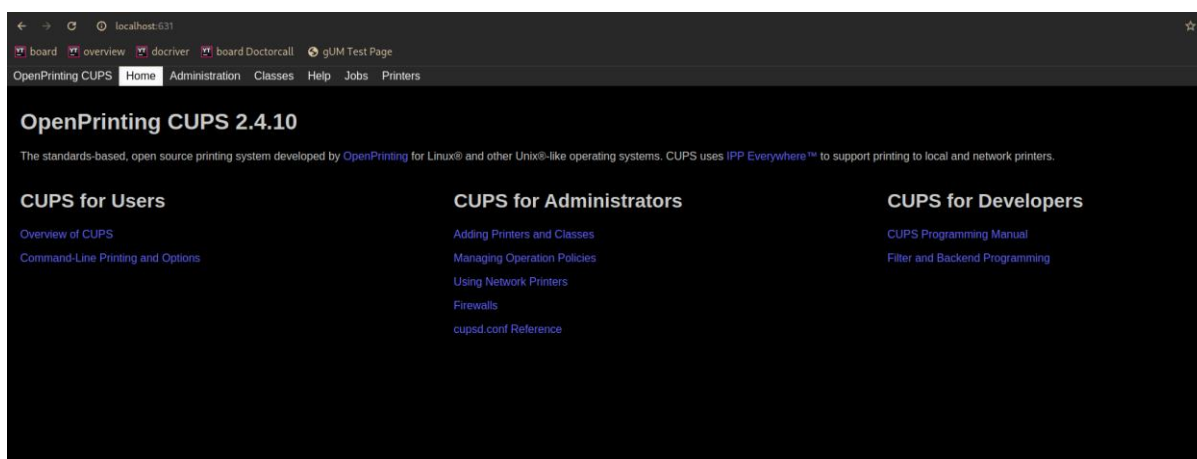 localhost:631
board overview docriver board Doctorcall gUM Test Page
OpenPrinting CUPS Home Administration Classes Help Jobs Printers
OpenPrinting CUPS 2.4.10
The standards-based, open source printing system developed by OpenPrinting for Linux® and other Unix®-like operating systems. CUPS uses IPP Everywhere™ to support printing to local and network printers.
CUPS for Users
Overview of CUPS
Command-Line Printing and Options
CUPS for Administrators
Adding Printers and Classes
Managing Operation Policies
Using Network Printers
Firewalls
cupsd.conf Reference
CUPS for Developers
CUPS Programming Manual
Filter and Backend Programming